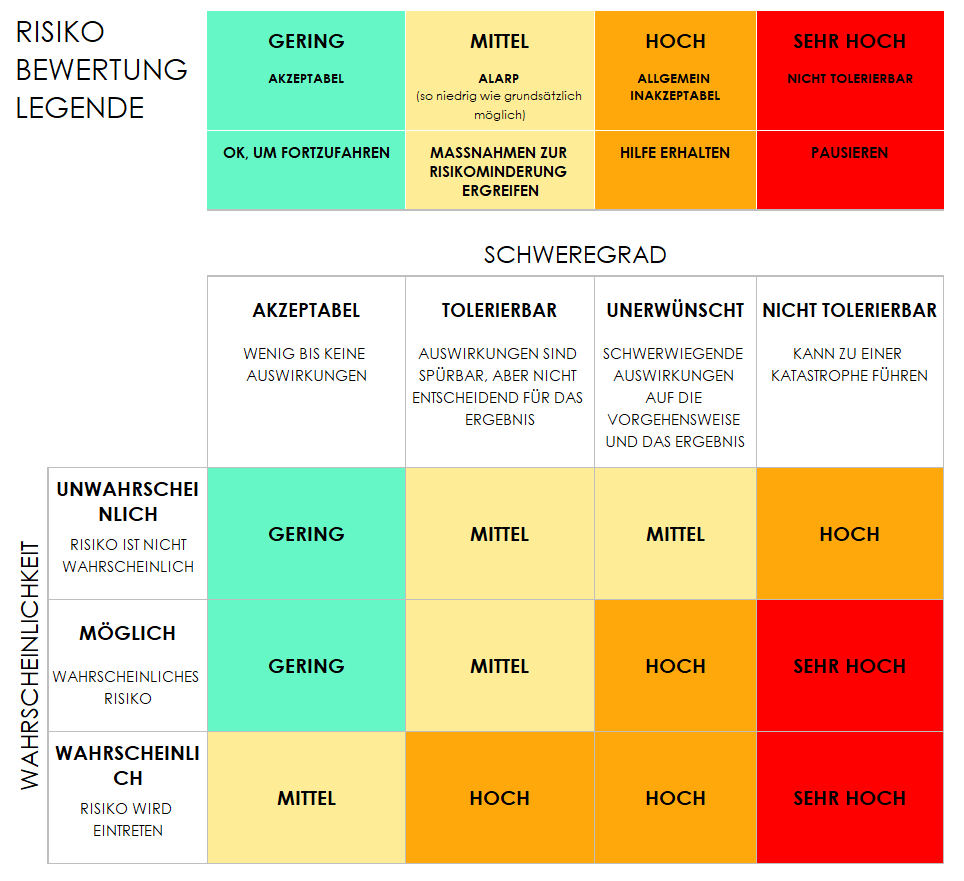 RISIKO
BEWERTUNG
LEGENDE
GERING
AKZEPTABEL
MITTEL
ALARP
(so niedrig wie grundsätzlich
möglich)
HOCH
ALLGEMEIN
INAKZEPTABEL
SEHR HOCH
NICHT TOLERIERBAR
OK, UM FORTZUFAHREN
MASSNAHMEN ZUR
RISIKOMINDERUNG
ERGREIFEN
HILFE ERHALTEN
PAUSIEREN
SCHWEREGRAD
AKZEPTABEL
WENIG BIS KEINE
AUSWIRKUNGEN
TOLERIERBAR
AUSWIRKUNGEN SIND
SPÜRBAR, ABER NICHT
ENTSCHEIDEND FÜR DAS
ERGEBNIS
UNERWÜNSCHT
SCHWERWIEGENDE
AUSWIRKUNGEN
AUF DIE
VORGEHENSWEISE
UND DAS ERGEBNIS
NICHT TOLERIERBAR
KANN ZU EINER
KATASTROPHE FÜHREN
WAHRSCHEINLICHKEIT
UNWAHRSCHEI
NLICH
RISIKO IST NICHT
WAHRSCHEINLICH
GERING
MITTEL
MITTEL
HOCH
MÖGLICH
WAHRSCHEINLICHES
RISIKO
GERING
MITTEL
HOCH
SEHR HOCH
WAHRSCHEINLI
CH
RISIKO WIRD
EINTRETEN
MITTEL
HOCH
HOCH
SEHR HOCH